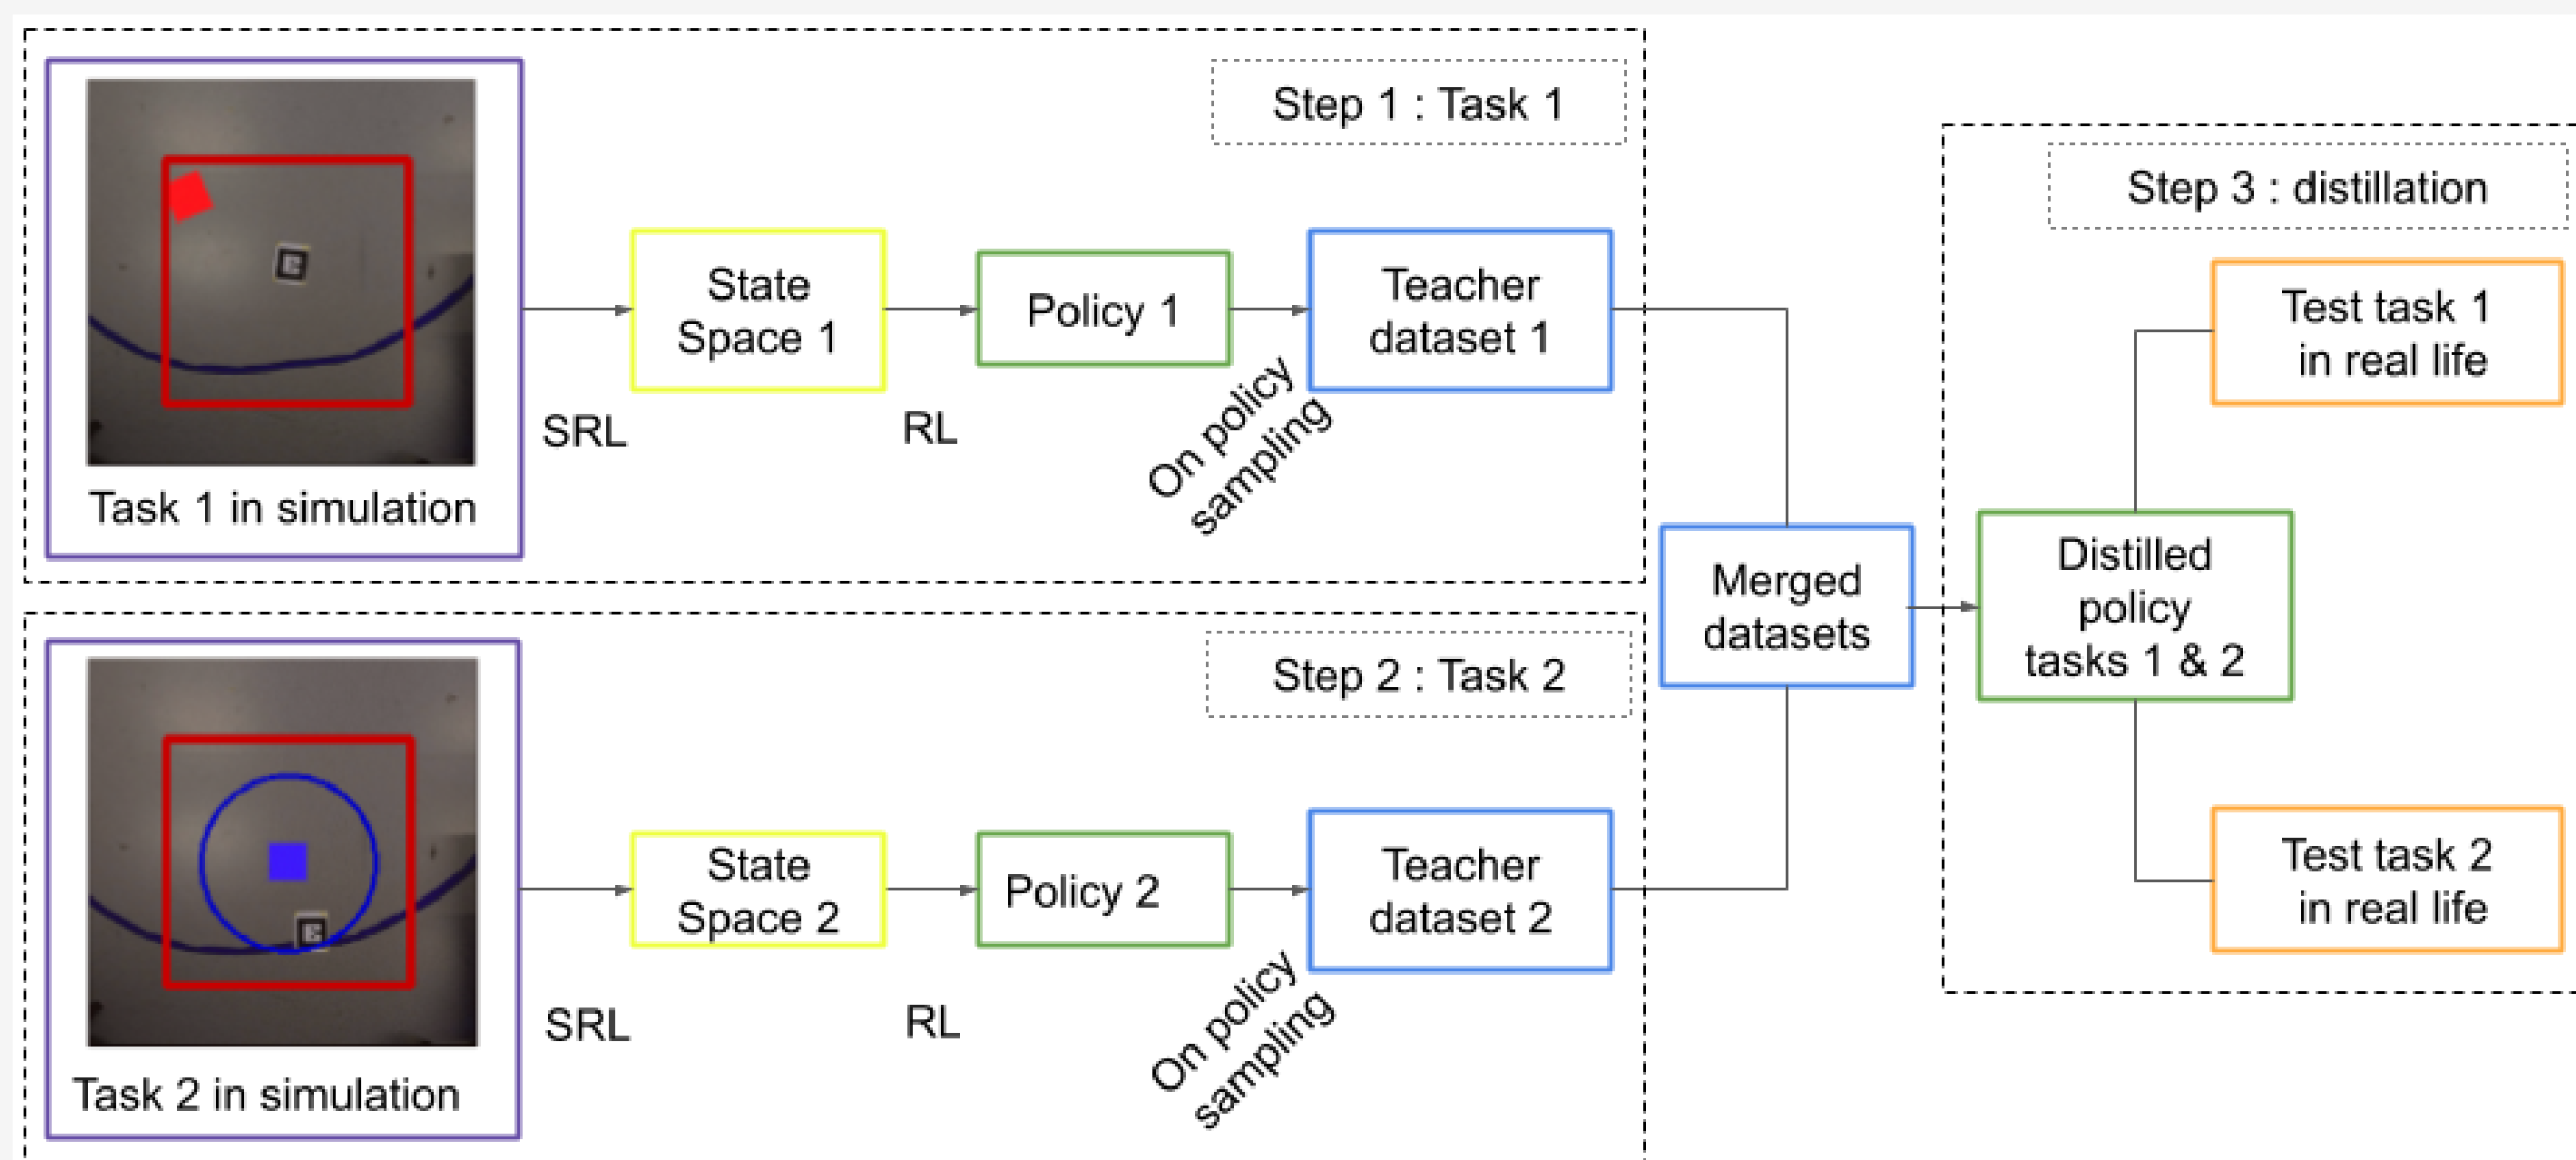 Step 1 : Task 1
State
Space 1
Policy 1
Teacher
dataset 1
SRL
RL
On policy
sampling
Task 1 in simulation
Step 2 : Task 2
State
Space 2
Policy 2
Teacher
dataset 2
SRL
RL
On policy
sampling
Task 2 in simulation
Merged
datasets
Step 3 : distillation
Test task 1
in real life
Distilled
policy
tasks 1 & 2
Test task 2
in real life